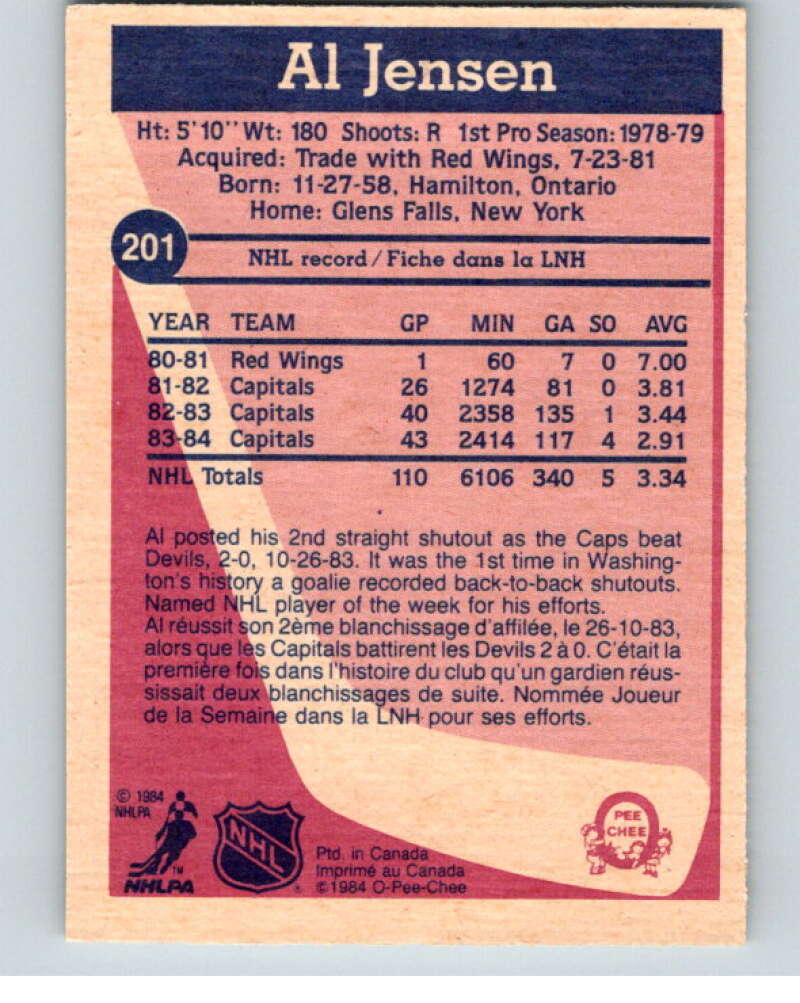 Al Jensen
Ht: 5'10" Wt: 180 Shoots: R 1st Pro Season: 1978-79
Acquired: Trade with Red Wings, 7-23-81
Born: 11-27-58, Hamilton, Ontario
Home: Glens Falls, New York
201
NHL record/Fiche dans la LNH
YEAR TEAM GP MIN GA SO AVG
80-81 Red Wings 1 60 7 0 7.00
81-82 Capitals 26 1274 81 0 3.81
82-83 Capitals 40 2358 135 1 3.44
83-84 Capitals 43 2414 117 4 2.91
NHL Totals 110 6106 340 5 3.34
Al posted his 2nd straight shutout as the Caps beat
Devils, 2-0, 10-26-83. It was the 1st time in Washing-
ton's history a goalie recorded back-to-back shutouts.
Named NHL player of the week for his efforts.
Al réussit son 2ème blanchissage d'affilée, le 26-10-83,
alors que les Capitals battirent les Devils 2 à 0. C'était la
première fois dans l'histoire du club qu'un gardien réus-
sissait deux blanchissages de suite. Nommée Joueur
de la Semaine dans la LNH pour ses efforts.
© 1984
NHLPA
TM
NHLPA
NHL
®
Ptd. in Canada
Imprimé au Canada
©1984 O-Pee-Chee
PEE
CHEE